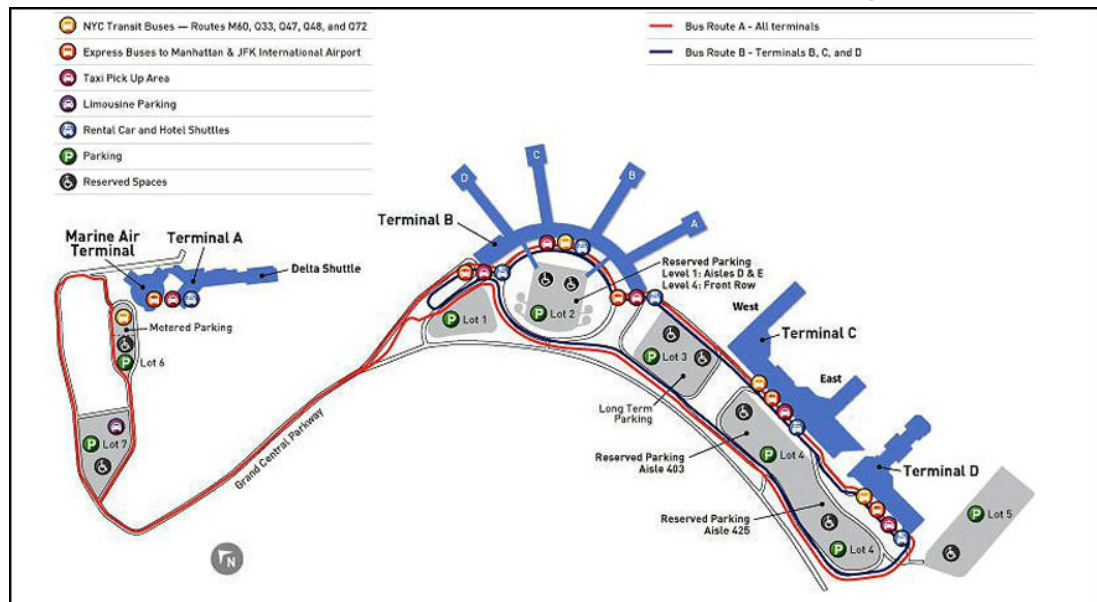 NYC Transit Buses — Routes M60, Q33, Q47, Q48, and Q72
Express Buses to Manhattan & JFK International Airport
Taxi Pick Up Area
Limousine Parking
Rental Car and Hotel Shuttles
P Parking
Reserved Spaces
Bus Route A - All terminals
Bus Route B - Terminals B, C, and D
Marine Air
Terminal
Terminal A
Delta Shuttle
Metered Parking
P Lot 6
P Lot 7
Grand Central Parkway
N
Terminal B
D
C
B
A
Reserved Parking
Level 1: Aisles D & E
Level 4: Front Row
P Lot 1
P Lot 2
P Lot 3
Long Term
Parking
West
Terminal C
East
Reserved Parking
Aisle 403
P Lot 4
Terminal D
Reserved Parking
Aisle 425
P Lot 4
P Lot 5